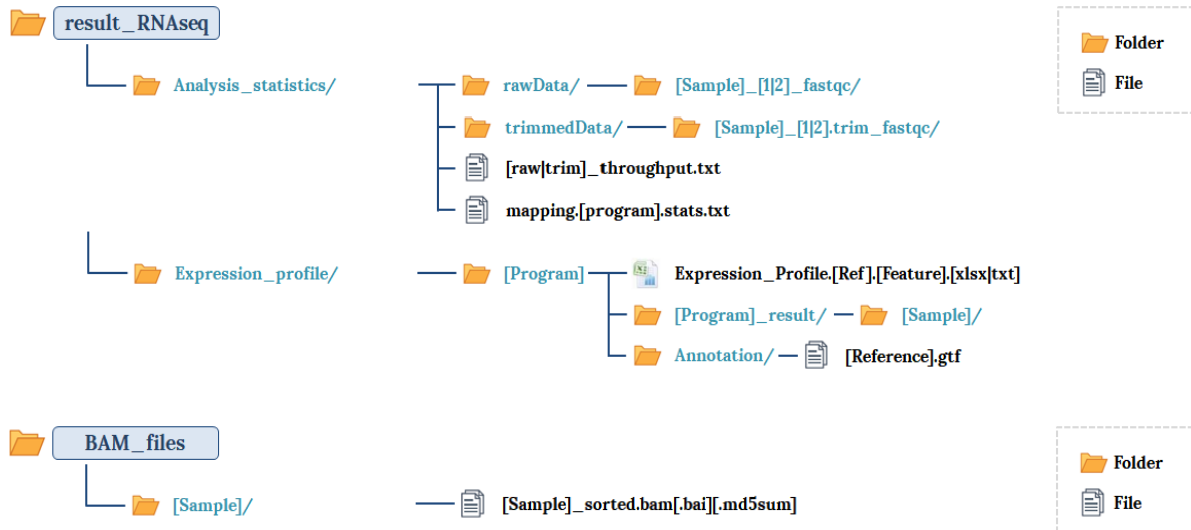 result_RNAseq
Folder
File
Analysis_statistics/ rawData/ [Sample]_[1|2]_fastqc/
trimmedData/ [Sample]_[1|2].trim_fastqc/
[raw|trim]_throughput.txt
mapping.[program].stats.txt
Expression_profile/ [Program] Expression_Profile.[Ref].[Feature].[xlsx|txt]
[Program]_result/ [Sample]/
Annotation/ [Reference].gtf
BAM_files
Folder
File
[Sample]/ [Sample]_sorted.bam[.bai][.md5sum]